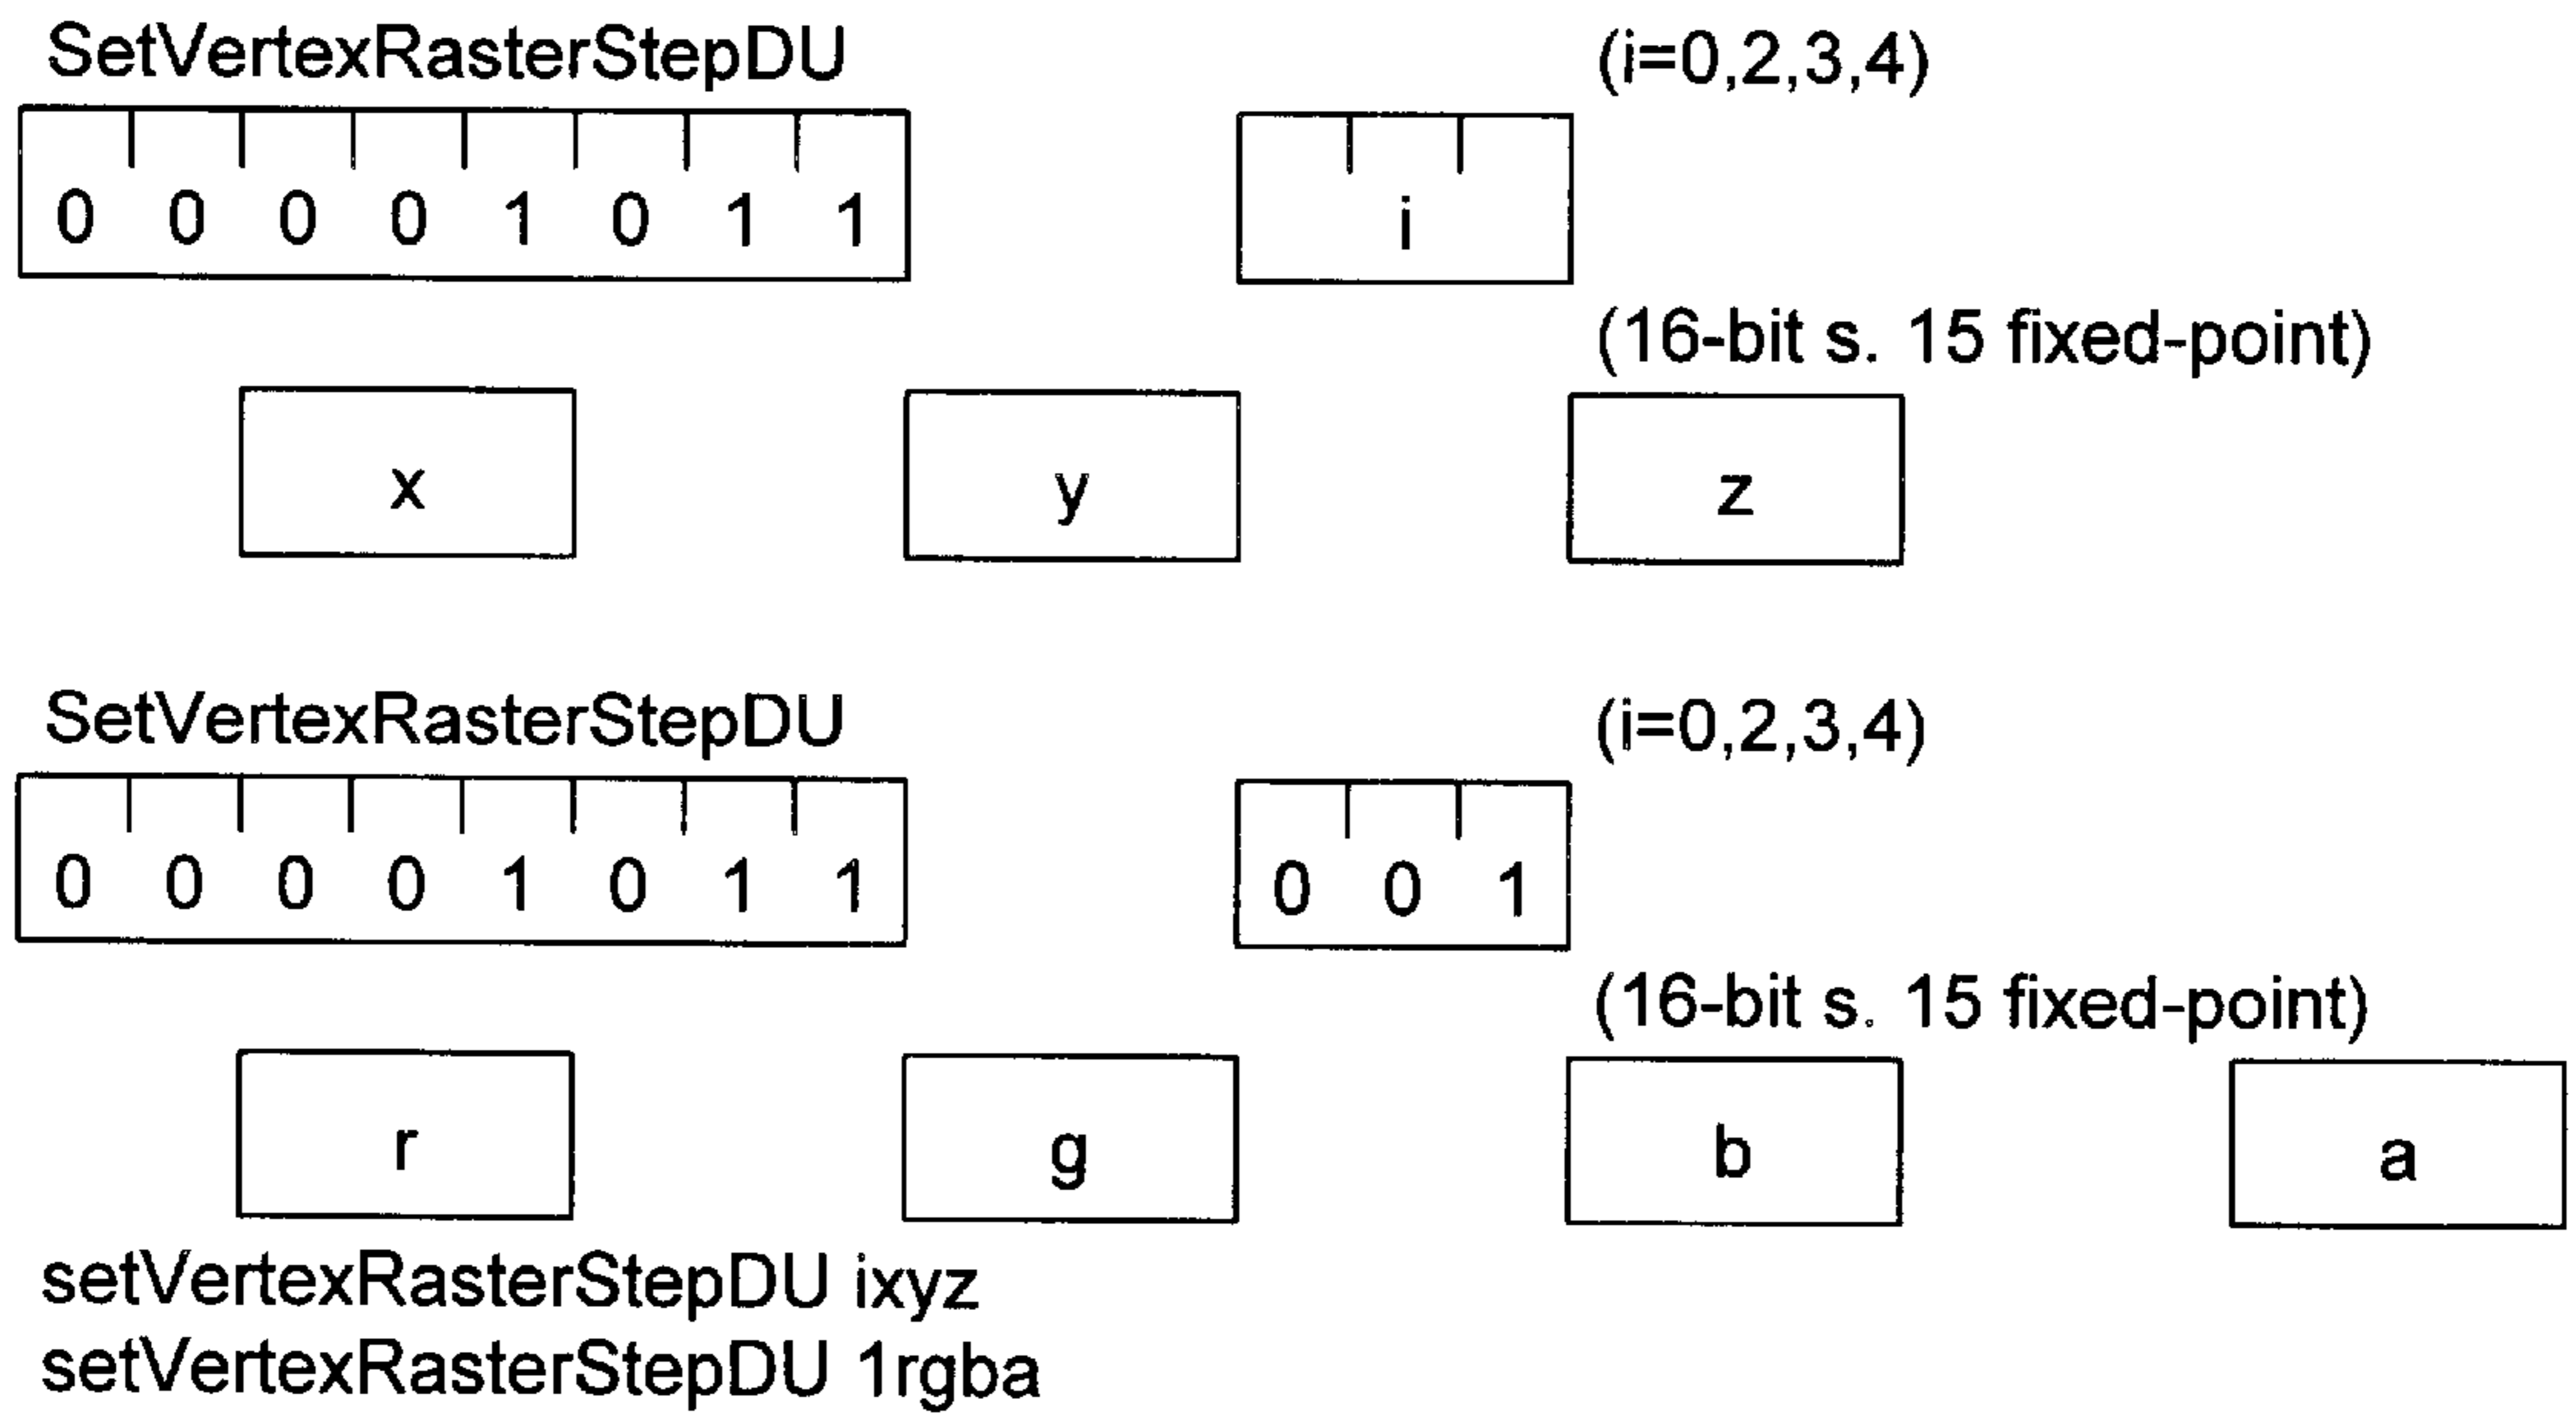 SetVertexRasterStepDU (i=0,2,3,4)
0 0 0 0 1 0 1 1 i
(16-bit s. 15 fixed-point)
x y z
SetVertexRasterStepDU (i=0,2,3,4)
0 0 0 0 1 0 1 1 0 0 1
(16-bit s. 15 fixed-point)
r g b a
setVertexRasterStepDU ixyz
setVertexRasterStepDU 1rgba